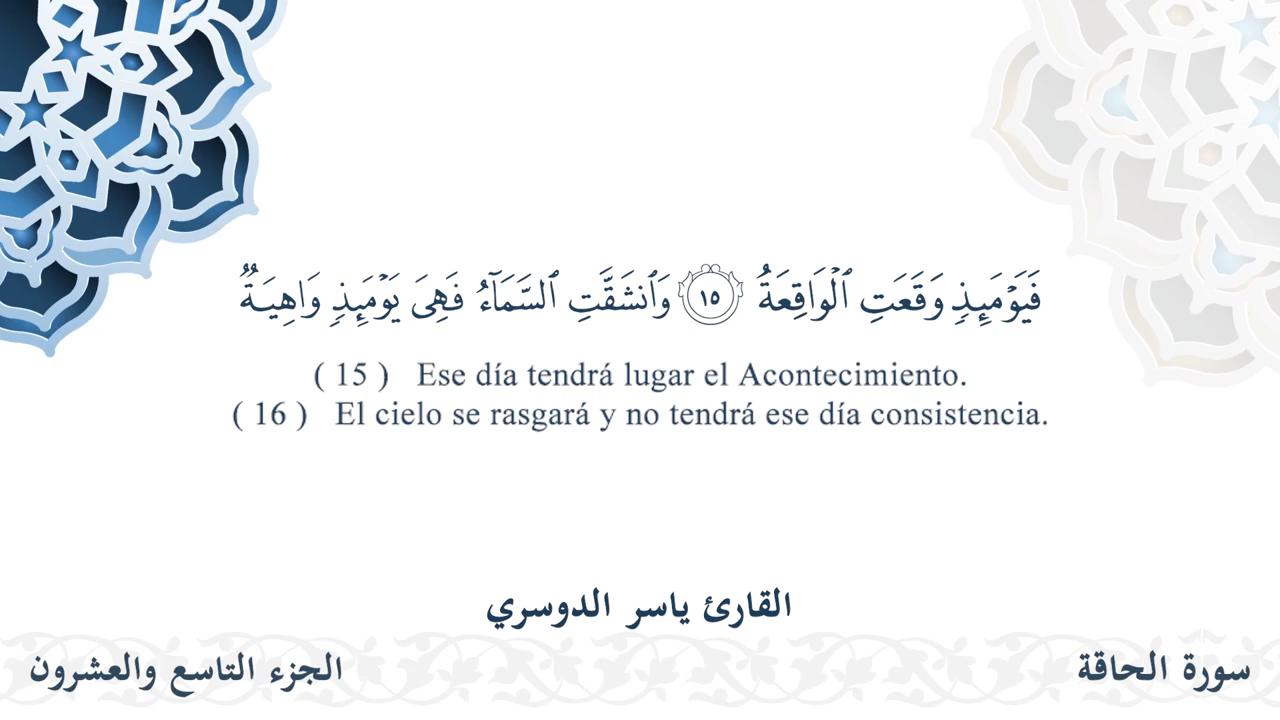 فَيَوْمَئِذٍ وَقَعَتِ ٱلْوَاقِعَةُ ١٥ وَٱنشَقَّتِ ٱلسَّمَآءُ فَهِىَ يَوْمَئِذٍ وَاهِيَةٌ
( 15 ) Ese día tendrá lugar el Acontecimiento.
( 16 ) El cielo se rasgará y no tendrá ese día consistencia.
القارئ ياسر الدوسري
سورة الحاقة
الجزء التاسع والعشرون